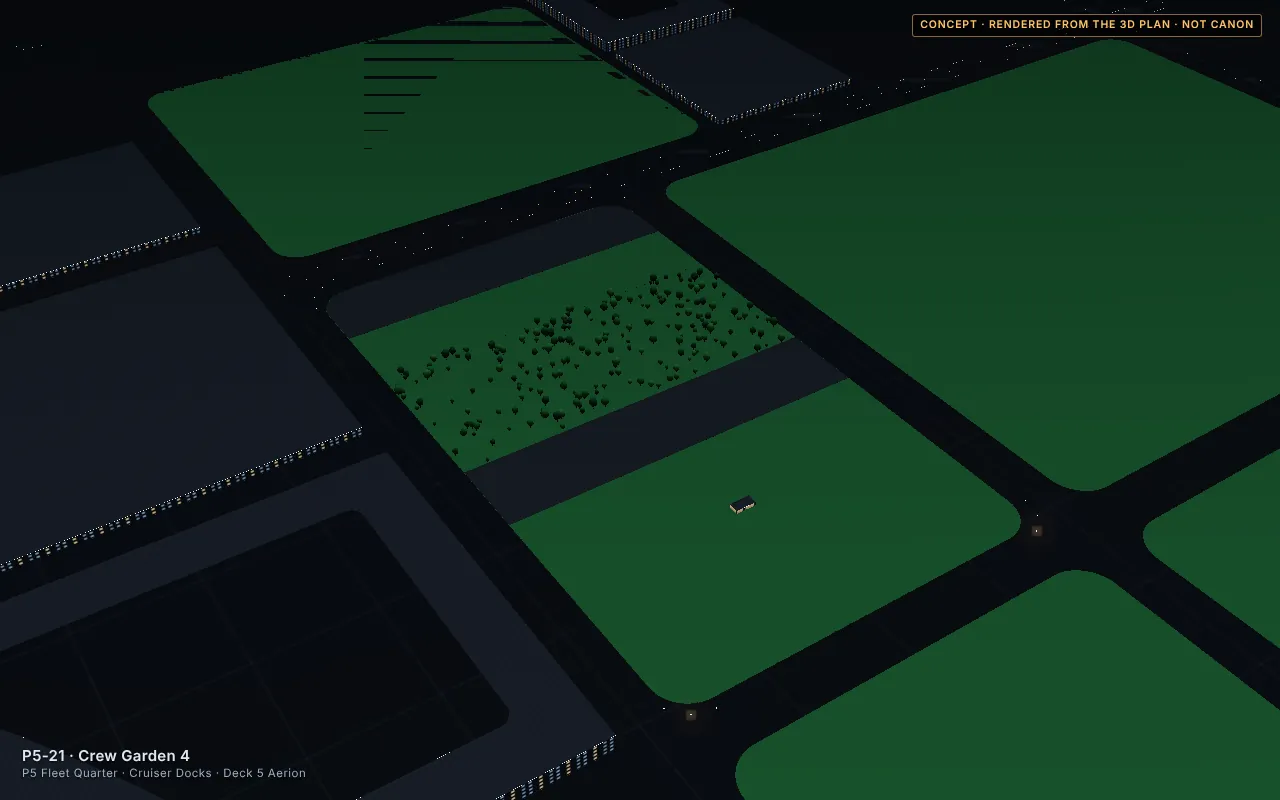 CONCEPT · RENDERED FROM THE 3D PLAN · NOT CANON
P5-21 · Crew Garden 4
P5 Fleet Quarter · Cruiser Docks · Deck 5 Aerion